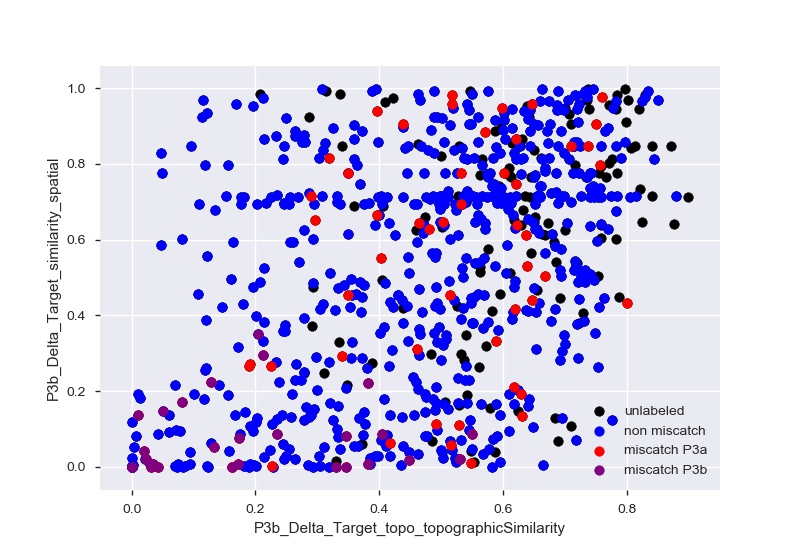 1.0
0.8
0.6
0.4
0.2
0.0
P3b_Delta_Target_similarity_spatial
unlabeled
non miscatch
miscatch P3a
miscatch P3b
0.0 0.2 0.4 0.6 0.8
P3b_Delta_Target_topo_topographicSimilarity